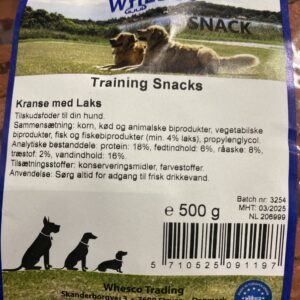 SNACK
Training Snacks
Kranse med Laks
Tilskudsfoder til din hund.
Sammensætning: korn, kød og animalske biprodukter, vegetabilske
biprodukter, fisk og fiskebiprodukter (min. 4% laks), propylenglycol.
Analytiske bestanddele: protein: 18%, fedtindhold: 6%, råaske: 8%,
træstof: 2%, vandindhold: 16%.
Tilsætningsstoffer: konserveringsmidler, farvestoffer.
Anvendelse: Sørg altid for adgang til frisk drikkevand.
Batch nr: 3254
MHT: 03/2025
NL 206999
e 500 g
5 710525 091197
Whesco Trading